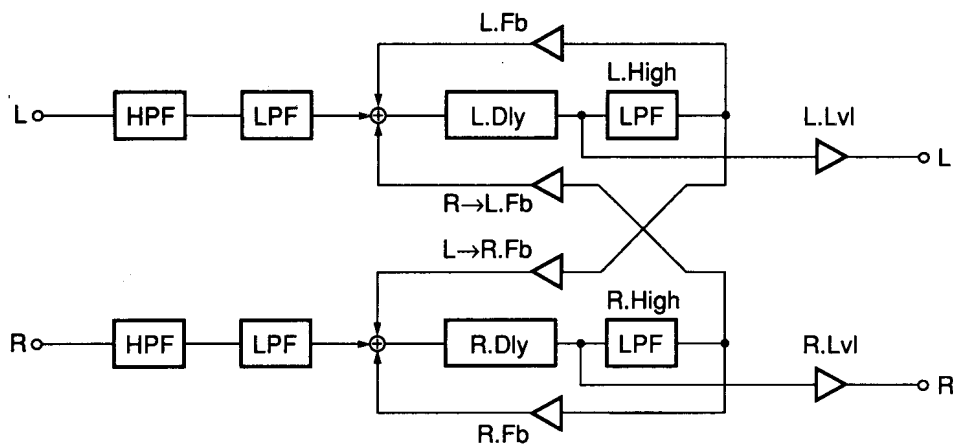 L.Fb
L.High
L HPF LPF L.Dly LPF L.Lvl
L
R→L.Fb
L→R.Fb
R.High
R HPF LPF R.Dly LPF R.Lvl
R
R.Fb